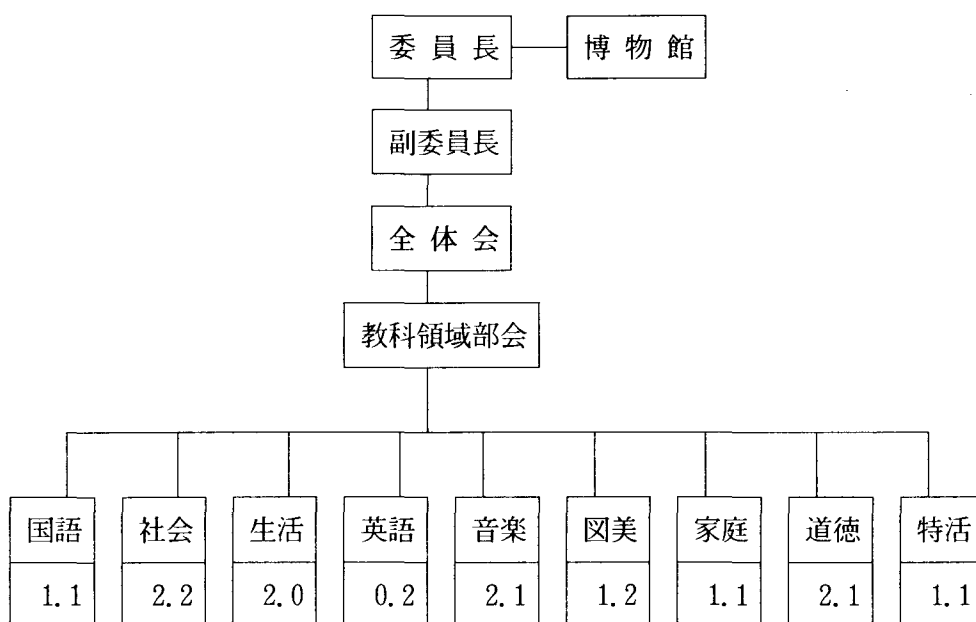 委員長 博物館
副委員長
全体会
教科領域部会
国語 社会 生活 英語 音楽 図美 家庭 道徳 特活
1.1 2.2 2.0 0.2 2.1 1.2 1.1 2.1 1.1